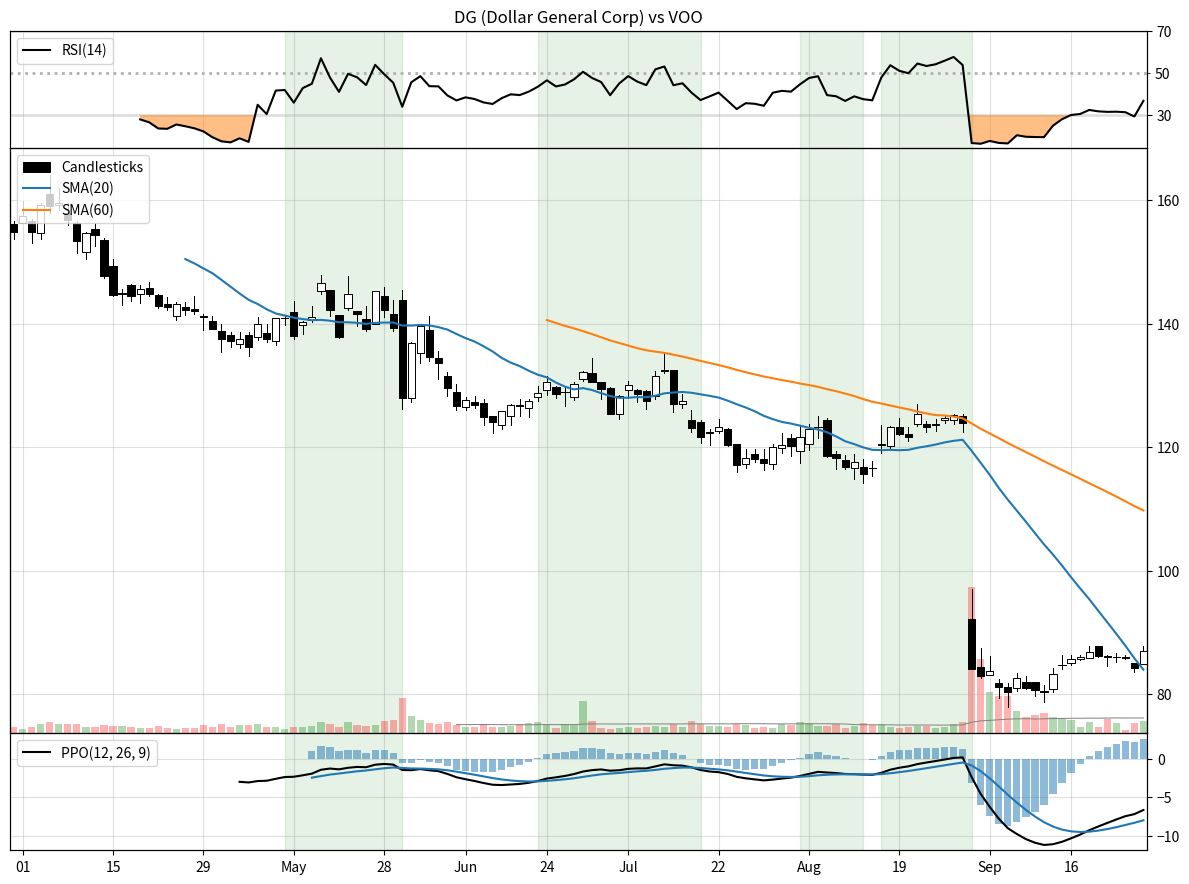 DG (Dollar General Corp) vs VOO
RSI(14)
70
50
30
Candlesticks
SMA(20)
SMA(60)
160
140
120
100
80
PPO(12, 26, 9)
0
−5
−10
01 15 29 May 28 Jun 24 Jul 22 Aug 19 Sep 16